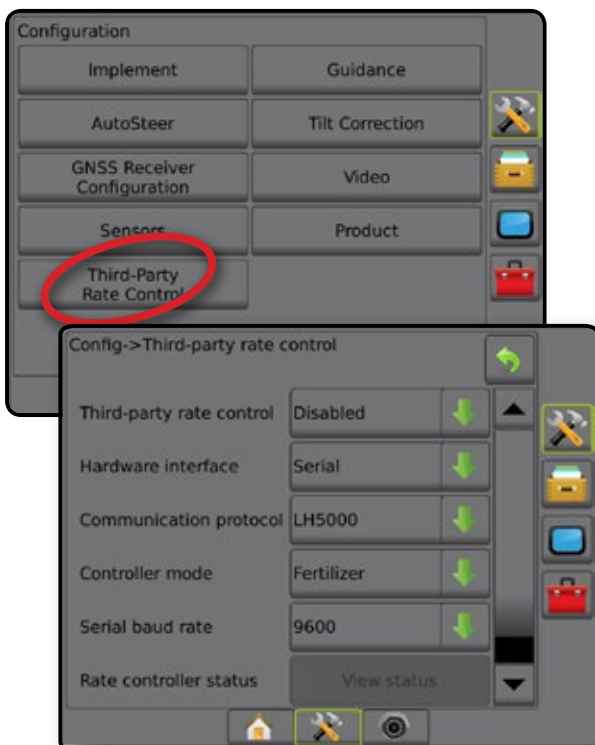 Configuration
Implement
Guidance
AutoSteer
Tilt Correction
GNSS Receiver
Configuration
Video
Sensors
Product
Third-Party
Rate Control
Config->Third-party rate control
Third-party rate control
Disabled
Hardware interface
Serial
Communication protocol
LH5000
Controller mode
Fertilizer
Serial baud rate
9600
Rate controller status
View status